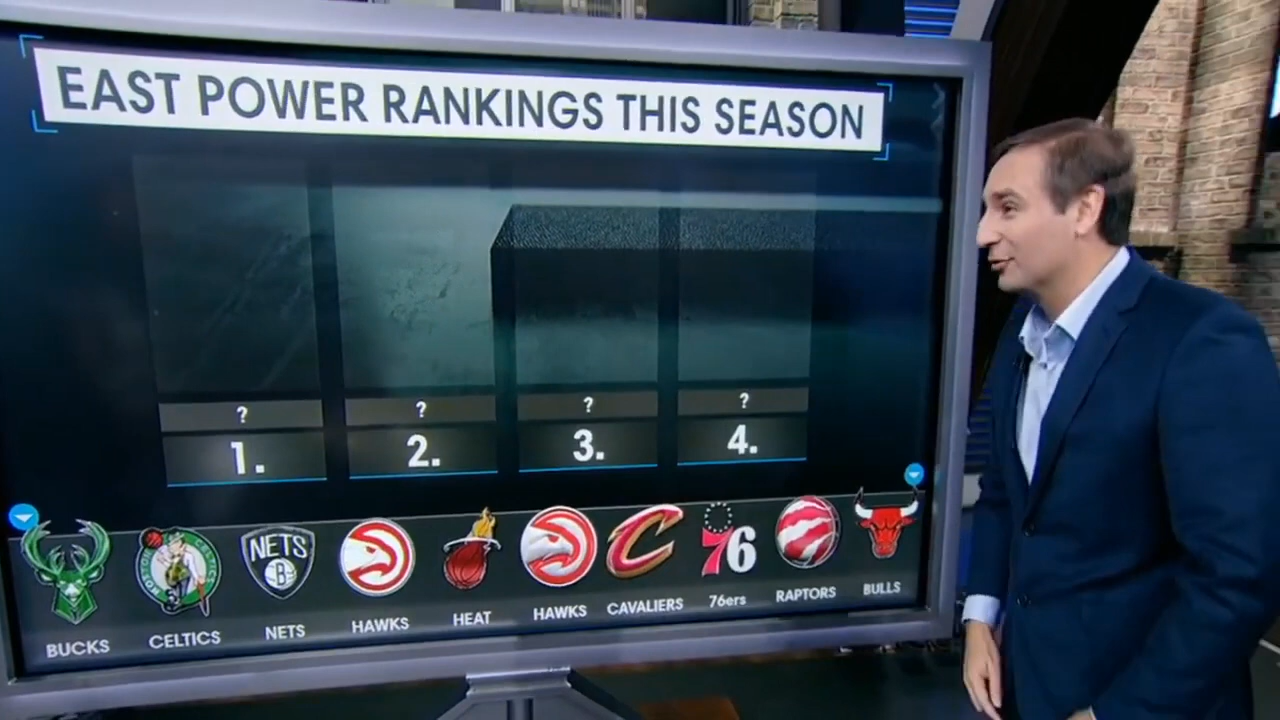 EAST POWER RANKINGS THIS SEASON
? ? ? ?
1. 2. 3. 4.
NETS
B
76
BUCKS CELTICS NETS HAWKS HEAT HAWKS CAVALIERS 76ers RAPTORS BULLS